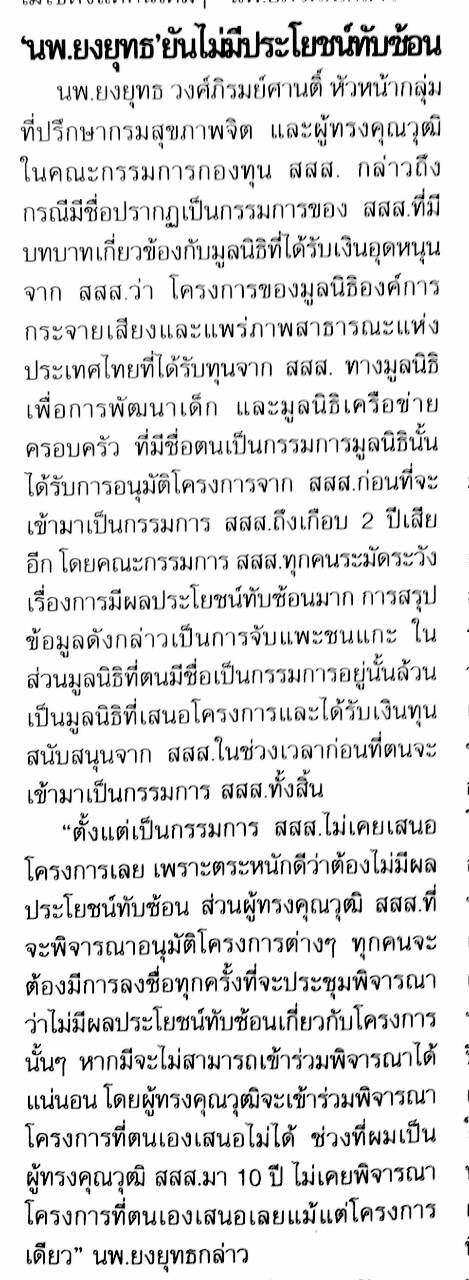 ‘นพ.ยงยุทธ’ยันไม่มีประโยชน์ทับซ้อน
นพ.ยงยุทธ วงศ์ภิรมย์ศานติ์ หัวหน้ากลุ่ม
ที่ปรึกษากรมสุขภาพจิต และผู้ทรงคุณวุฒิ
ในคณะกรรมการกองทุน สสส. กล่าวถึง
กรณีมีชื่อปรากฏเป็นกรรมการของ สสส.ที่มี
บทบาทเกี่ยวข้องกับมูลนิธิที่ได้รับเงินอุดหนุน
จาก สสส.ว่า โครงการของมูลนิธิองค์การ
กระจายเสียงและแพร่ภาพสาธารณะแห่ง
ประเทศไทยที่ได้รับทุนจาก สสส. ทางมูลนิธิ
เพื่อการพัฒนาเด็ก และมูลนิธิเครือข่าย
ครอบครัว ที่มีชื่อตนเป็นกรรมการมูลนิธินั้น
ได้รับการอนุมัติโครงการจาก สสส.ก่อนที่จะ
เข้ามาเป็นกรรมการ สสส.ถึงเกือบ 2 ปีเสีย
อีก โดยคณะกรรมการ สสส.ทุกคนระมัดระวัง
เรื่องการมีผลประโยชน์ทับซ้อนมาก การสรุป
ข้อมูลดังกล่าวเป็นการจับแพะชนแกะ ใน
ส่วนมูลนิธิที่ตนมีชื่อเป็นกรรมการอยู่นั้นล้วน
เป็นมูลนิธิที่เสนอโครงการและได้รับเงินทุน
สนับสนุนจาก สสส.ในช่วงเวลาก่อนที่ตนจะ
เข้ามาเป็นกรรมการ สสส.ทั้งสิ้น
“ตั้งแต่เป็นกรรมการ สสส.ไม่เคยเสนอ
โครงการเลย เพราะตระหนักดีว่าต้องไม่มีผล
ประโยชน์ทับซ้อน ส่วนผู้ทรงคุณวุฒิ สสส.ที่
จะพิจารณาอนุมัติโครงการต่างๆ ทุกคนจะ
ต้องมีการลงชื่อทุกครั้งที่จะประชุมพิจารณา
ว่าไม่มีผลประโยชน์ทับซ้อนเกี่ยวกับโครงการ
นั้นๆ หากมีจะไม่สามารถเข้าร่วมพิจารณาได้
แน่นอน โดยผู้ทรงคุณวุฒิจะเข้าร่วมพิจารณา
โครงการที่ตนเองเสนอไม่ได้ ช่วงที่ผมเป็น
ผู้ทรงคุณวุฒิ สสส.มา 10 ปี ไม่เคยพิจารณา
โครงการที่ตนเองเสนอเลยแม้แต่โครงการ
เดียว” นพ.ยงยุทธกล่าว